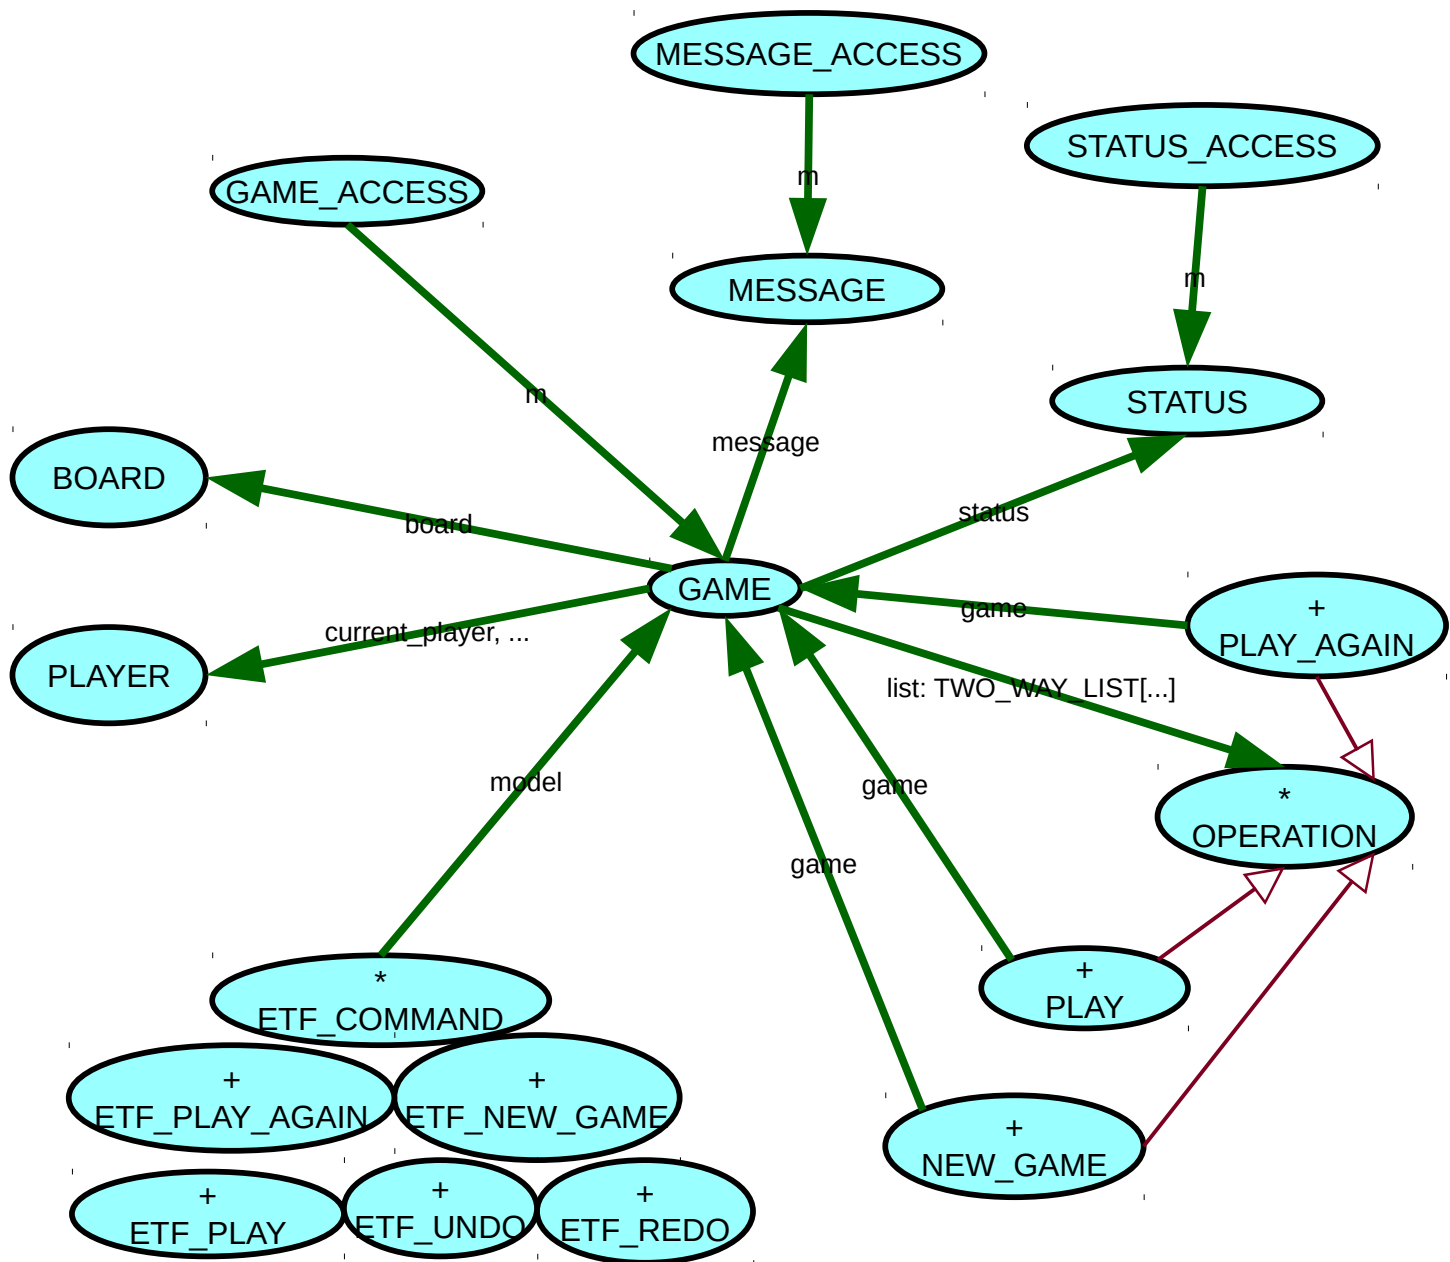 MESSAGE_ACCESS
STATUS_ACCESS
GAME_ACCESS
m
m
MESSAGE
m
STATUS
message
BOARD
board
status
GAME
game
+
PLAY_AGAIN
current_player, ...
PLAYER
list: TWO_WAY_LIST[...]
model
game
*
OPERATION
game
*
ETF_COMMAND
+
PLAY
+
ETF_PLAY_AGAIN
+
ETF_NEW_GAME
+
NEW_GAME
+
ETF_PLAY
+
ETF_UNDO
+
ETF_REDO